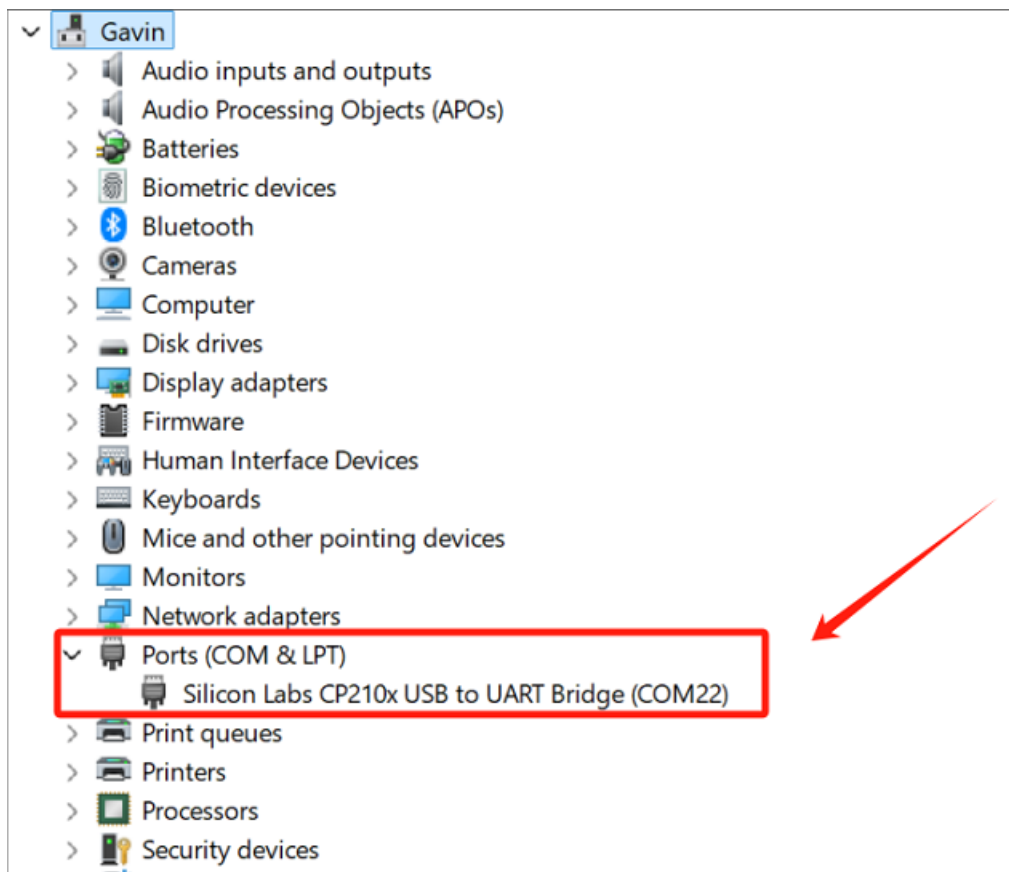 Gavin
Audio inputs and outputs
Audio Processing Objects (APOs)
Batteries
Biometric devices
Bluetooth
Cameras
Computer
Disk drives
Display adapters
Firmware
Human Interface Devices
Keyboards
Mice and other pointing devices
Monitors
Network adapters
Ports (COM & LPT)
Silicon Labs CP210x USB to UART Bridge (COM22)
Print queues
Printers
Processors
Security devices